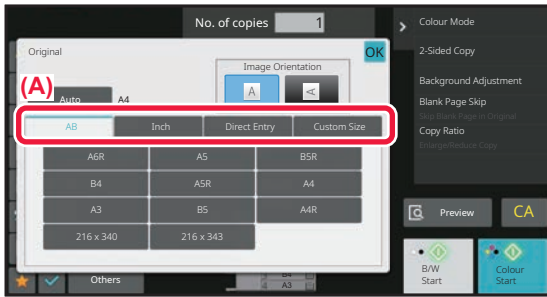 No. of copies 1
Colour Mode
Original
OK
2-Sided Copy
Image Orientation
Background Adjustment
(A)
A
A
Blank Page Skip
Auto
A4
Skip Blank Page in Original
AB
Inch
Direct Entry
Custom Size
Copy Ratio
Enlarge/Reduce Copy
A6R
A5
B5R
B4
A5R
A4
A3
B5
A4R
Preview
CA
216 x 340
216 x 343
Others
B4
4 A3
B/W
Start
Colour
Start